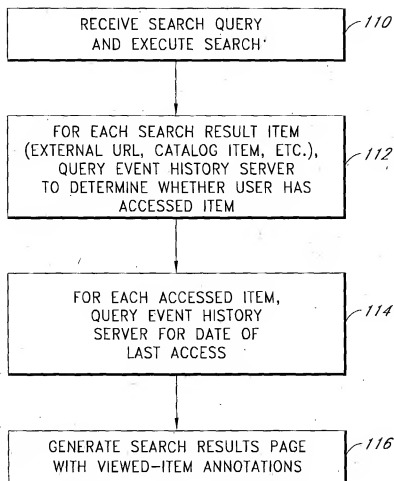 RECEIVE SEARCH QUERY
AND EXECUTE SEARCH
110
FOR EACH SEARCH RESULT ITEM
(EXTERNAL URL, CATALOG ITEM, ETC.),
QUERY EVENT HISTORY SERVER
TO DETERMINE WHETHER USER HAS
ACCESSED ITEM
112
FOR EACH ACCESSED ITEM,
QUERY EVENT HISTORY
SERVER FOR DATE OF
LAST ACCESS
114
GENERATE SEARCH RESULTS PAGE
WITH VIEWED-ITEM ANNOTATIONS
116